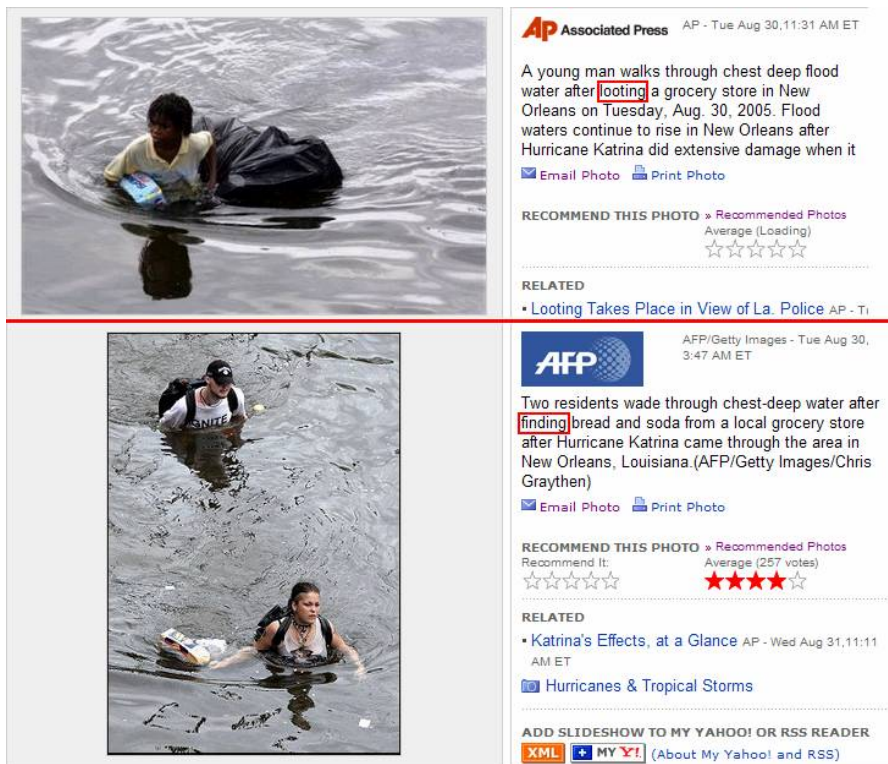 AP Associated Press AP - Tue Aug 30,11:31 AM ET
A young man walks through chest deep flood
water after looting a grocery store in New
Orleans on Tuesday, Aug. 30, 2005. Flood
waters continue to rise in New Orleans after
Hurricane Katrina did extensive damage when it
Email Photo Print Photo
RECOMMEND THIS PHOTO » Recommended Photos
Average (Loading)
RELATED
▪ Looting Takes Place in View of La. Police AP -
AFP AFP/Getty Images - Tue Aug 30,
3:47 AM ET
Two residents wade through chest-deep water after
finding bread and soda from a local grocery store
after Hurricane Katrina came through the area in
New Orleans, Louisiana.(AFP/Getty Images/Chris
Graythen)
Email Photo Print Photo
RECOMMEND THIS PHOTO » Recommended Photos
Recommend It: Average (257 votes)
RELATED
▪ Katrina's Effects, at a Glance AP - Wed Aug 31,11:11
AM ET
Hurricanes & Tropical Storms
ADD SLIDESHOW TO MY YAHOO! OR RSS READER
XML + MY Y! (About My Yahoo! and RSS)